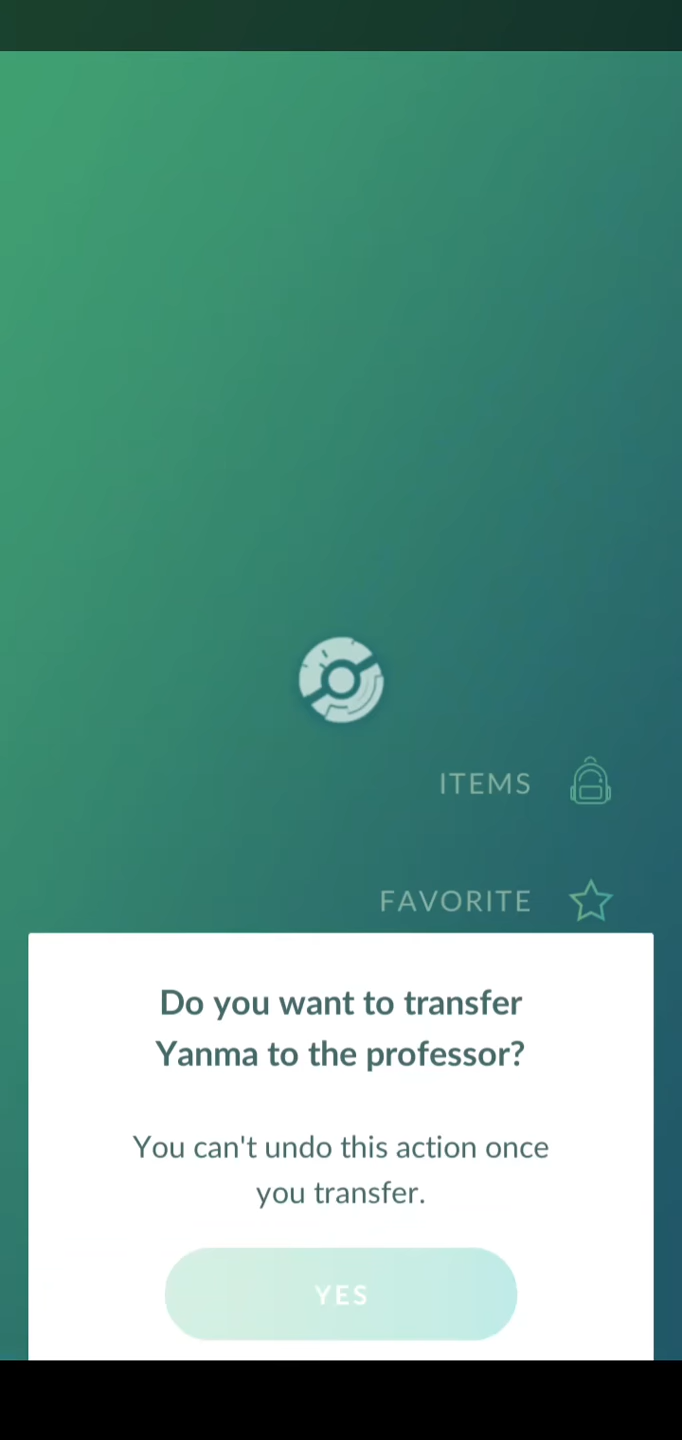 ITEMS
FAVORITE
Do you want to transfer
Yanma to the professor?
You can't undo this action once
you transfer.
YES